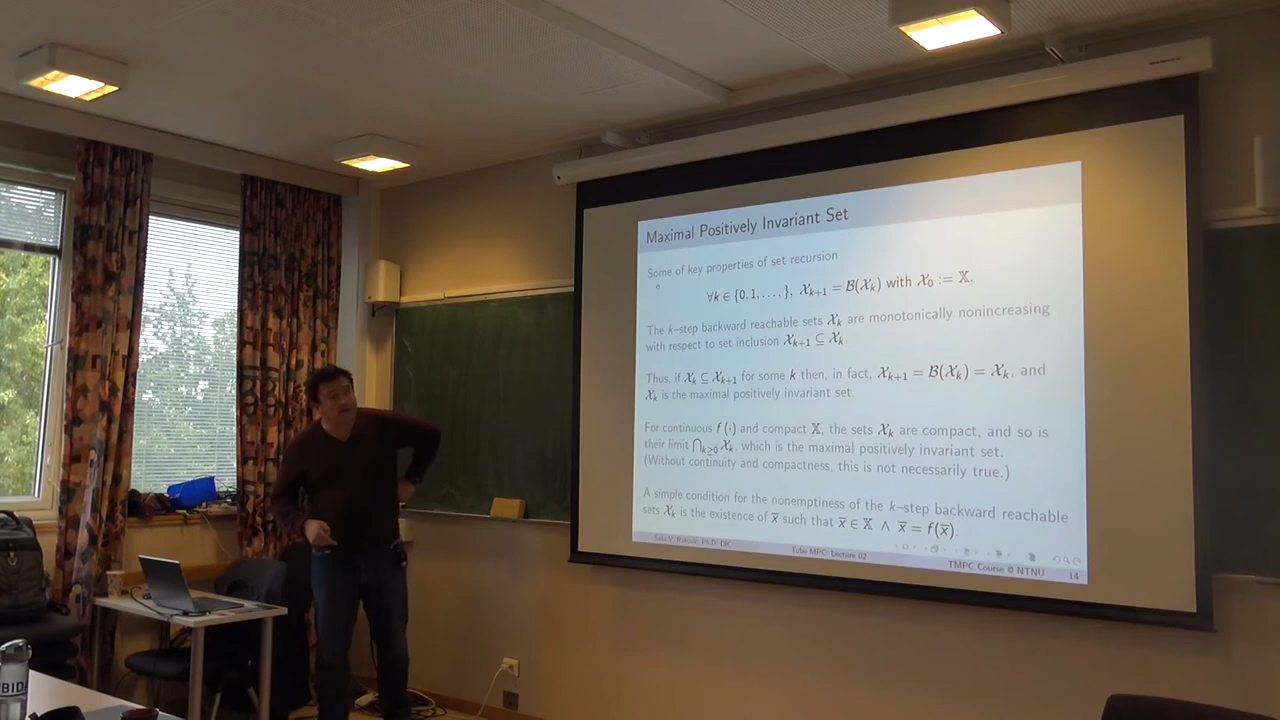 Maximal Positively Invariant Set
Some of key properties of set recursion
∀k ∈ {0, 1, . . . , }, 𝒳ₖ₊₁ = ℬ(𝒳ₖ) with 𝒳₀ := 𝕏,
The k–step backward reachable sets 𝒳ₖ are monotonically nonincreasing
with respect to set inclusion 𝒳ₖ₊₁ ⊆ 𝒳ₖ.
Thus, if 𝒳ₖ ⊆ 𝒳ₖ₊₁ for some k then, in fact, 𝒳ₖ₊₁ = ℬ(𝒳ₖ) = 𝒳ₖ, and
𝒳ₖ is the maximal positively invariant set.
For continuous f (·) and compact 𝕏, the sets 𝒳ₖ are compact, and so is
their limit ⋂ₖ≥₀ 𝒳ₖ, which is the maximal positively invariant set.
(Without continuity and compactness, this is not necessarily true.)
A simple condition for the nonemptiness of the k–step backward reachable
sets 𝒳ₖ is the existence of x̅ such that x̅ ∈ 𝕏 ∧ x̅ = f(x̅).
Saša V. Raković, Ph.D. DIC
Tube MPC: Lecture 02
TMPC Course @ NTNU 14
BID